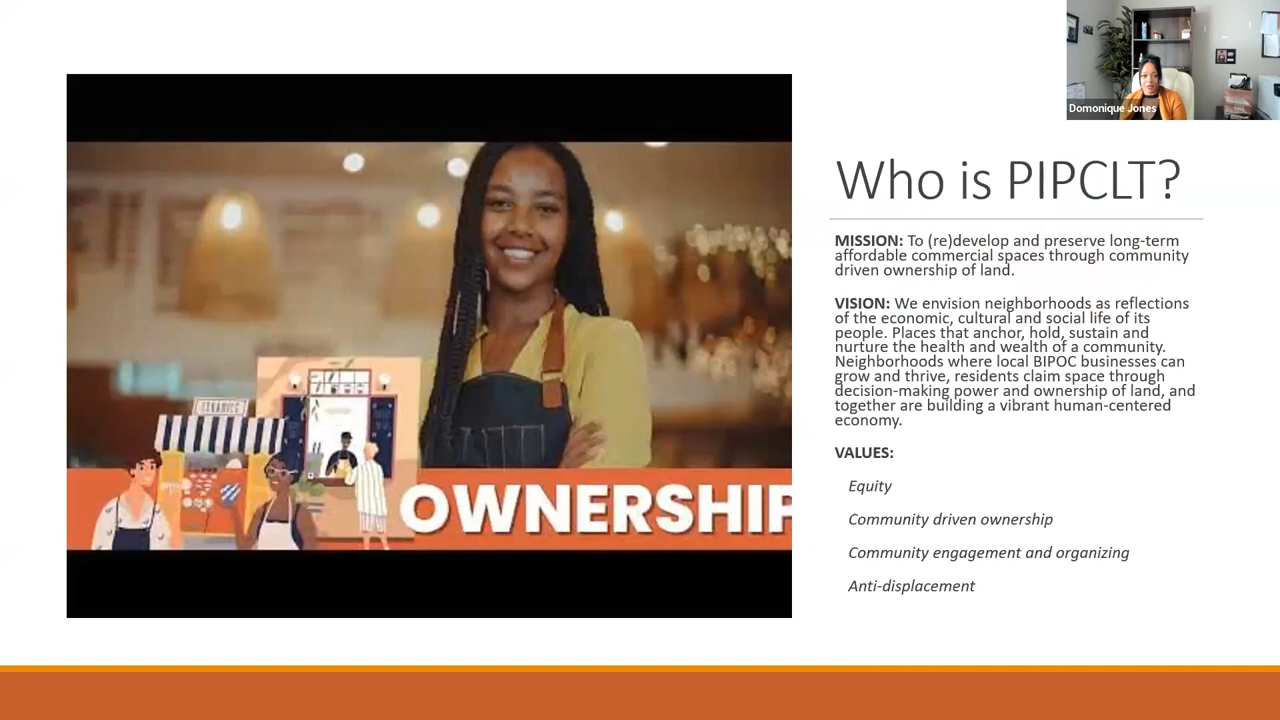 Domonique Jones
Who is PIPCLT?
MISSION: To (re)develop and preserve long-term
affordable commercial spaces through community
driven ownership of land.
VISION: We envision neighborhoods as reflections
of the economic, cultural and social life of its
people. Places that anchor, hold, sustain and
nurture the health and wealth of a community.
Neighborhoods where local BIPOC businesses can
grow and thrive, residents claim space through
decision-making power and ownership of land, and
together are building a vibrant human-centered
economy.
VALUES:
Equity
Community driven ownership
Community engagement and organizing
Anti-displacement
CERAMICS
OWNERSHIP